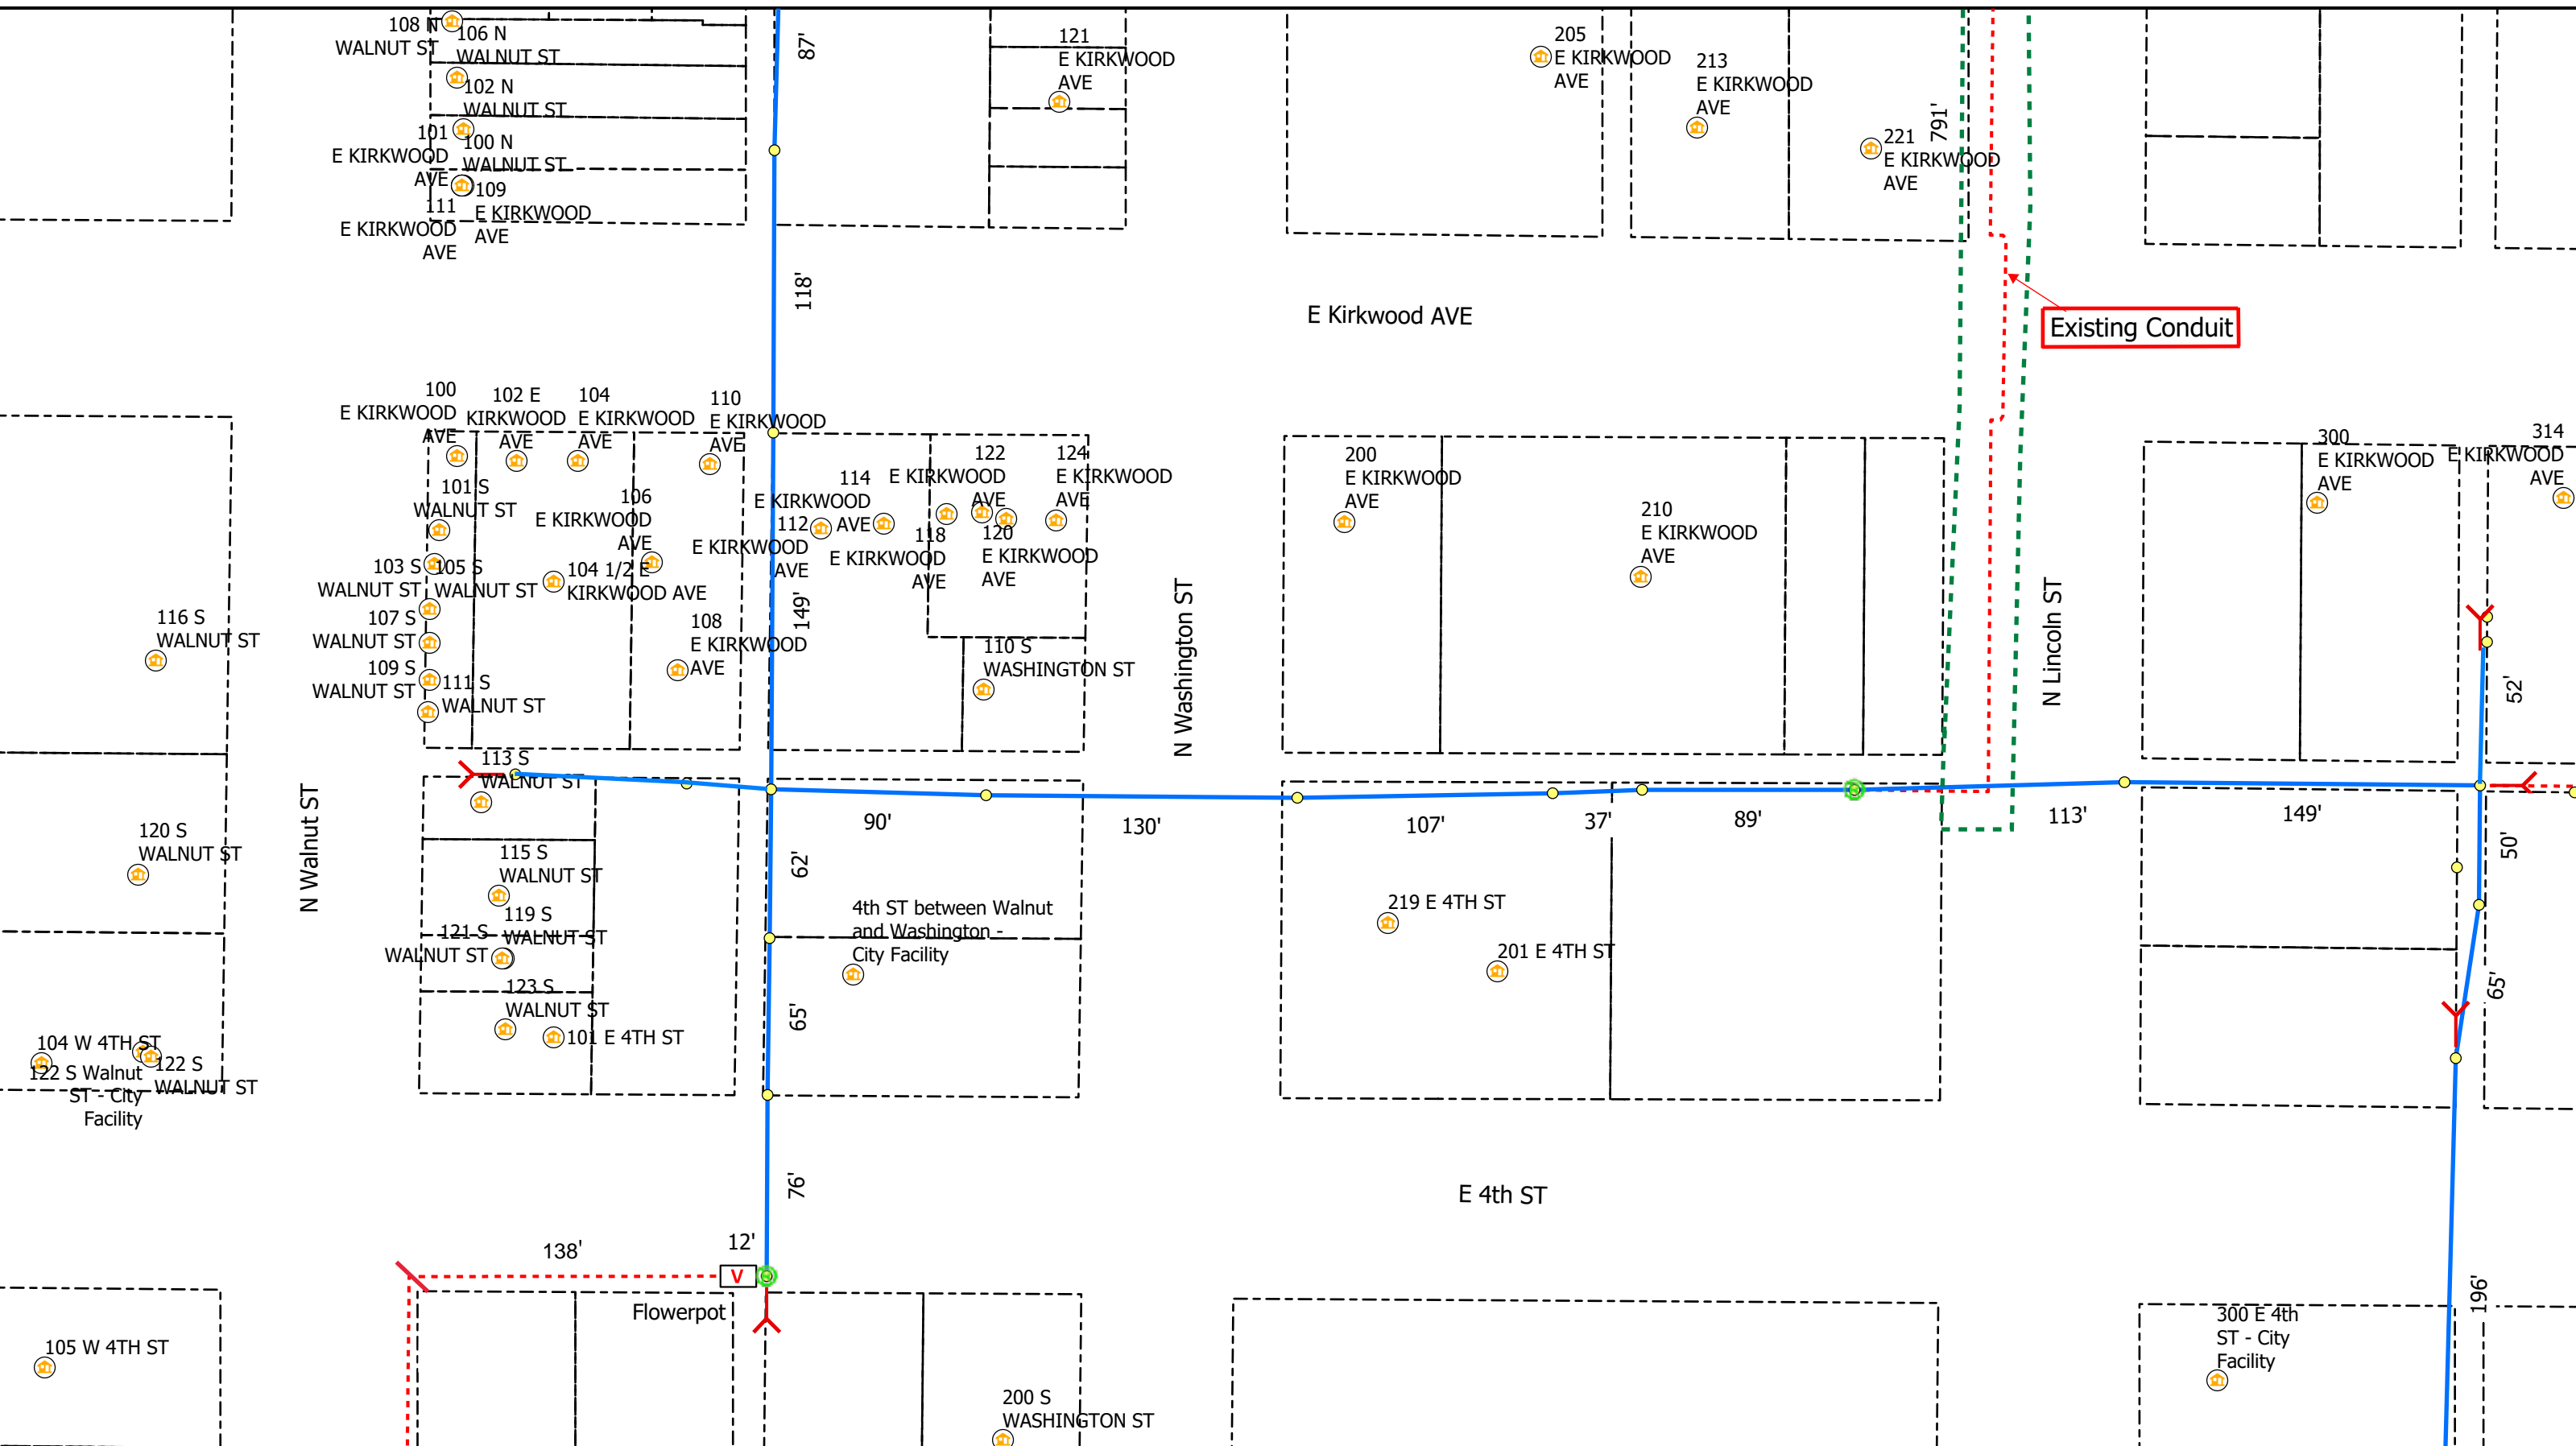 108 N
WALNUT ST
106 N
WALNUT ST
102 N
WALNUT ST
101
E KIRKWOOD
AVE
100 N
WALNUT ST
109
E KIRKWOOD
AVE
111
E KIRKWOOD
AVE
87'
121
E KIRKWOOD
AVE
205
E KIRKWOOD
AVE
213
E KIRKWOOD
AVE
221
E KIRKWOOD
AVE
791'
118'
E Kirkwood AVE
Existing Conduit
100
E KIRKWOOD
AVE
102 E
KIRKWOOD
AVE
104
E KIRKWOOD
AVE
110
E KIRKWOOD
AVE
101 S
WALNUT ST
106
E KIRKWOOD
AVE
114
E KIRKWOOD
AVE
122
E KIRKWOOD
AVE
124
E KIRKWOOD
AVE
112
E KIRKWOOD
AVE
118
E KIRKWOOD
AVE
120
E KIRKWOOD
AVE
200
E KIRKWOOD
AVE
210
E KIRKWOOD
AVE
300
E KIRKWOOD
AVE
314
E KIRKWOOD
AVE
103 S
WALNUT ST
105 S
WALNUT ST
104 1/2 E
KIRKWOOD AVE
107 S
WALNUT ST
109 S
WALNUT ST
111 S
WALNUT ST
108
E KIRKWOOD
AVE
149'
110 S
WASHINGTON ST
N Washington ST
N Lincoln ST
52'
116 S
WALNUT ST
113 S
WALNUT ST
N Walnut ST
120 S
WALNUT ST
90'
130'
107'
37'
89'
113'
149'
50'
62'
115 S
WALNUT ST
119 S
WALNUT ST
121 S
WALNUT ST
123 S
WALNUT ST
101 E 4TH ST
4th ST between Walnut
and Washington -
City Facility
219 E 4TH ST
201 E 4TH ST
65'
65'
104 W 4TH ST
122 S Walnut
ST - City
Facility
122 S
WALNUT ST
76'
E 4th ST
138'
12'
V
Flowerpot
196'
300 E 4th
ST - City
Facility
105 W 4TH ST
200 S
WASHINGTON ST